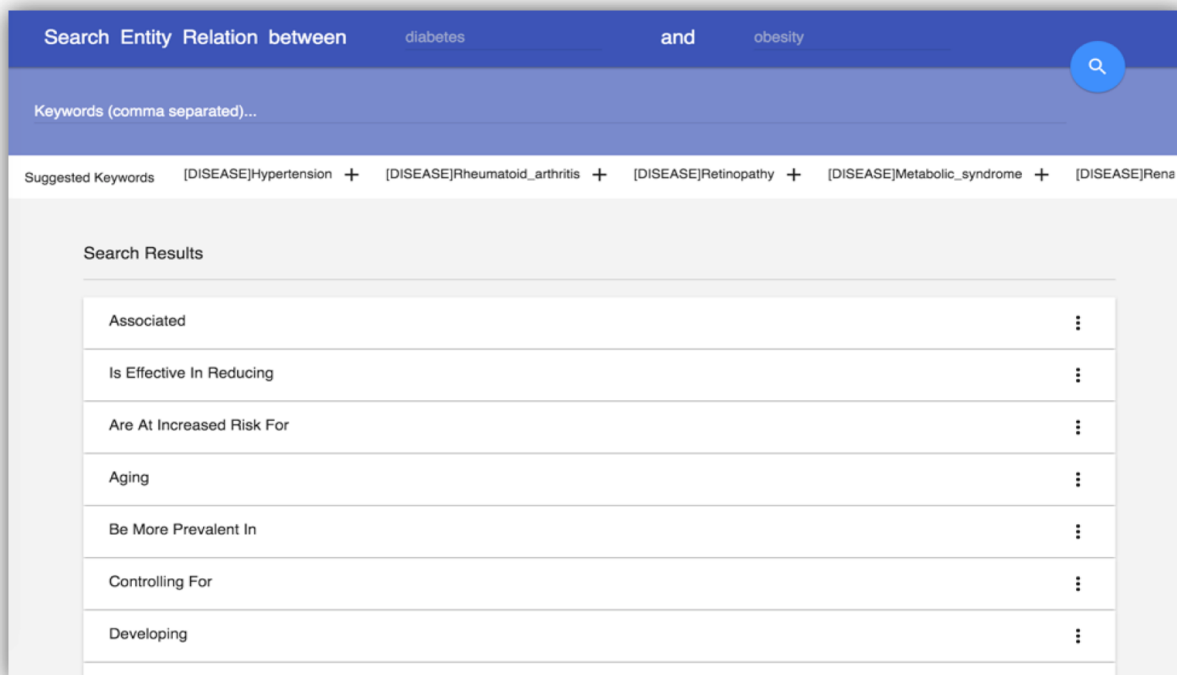 Search Entity Relation between diabetes and obesity
Keywords (comma separated)...
Suggested Keywords [DISEASE]Hypertension + [DISEASE]Rheumatoid_arthritis + [DISEASE]Retinopathy + [DISEASE]Metabolic_syndrome + [DISEASE]Rena
Search Results
Associated
Is Effective In Reducing
Are At Increased Risk For
Aging
Be More Prevalent In
Controlling For
Developing